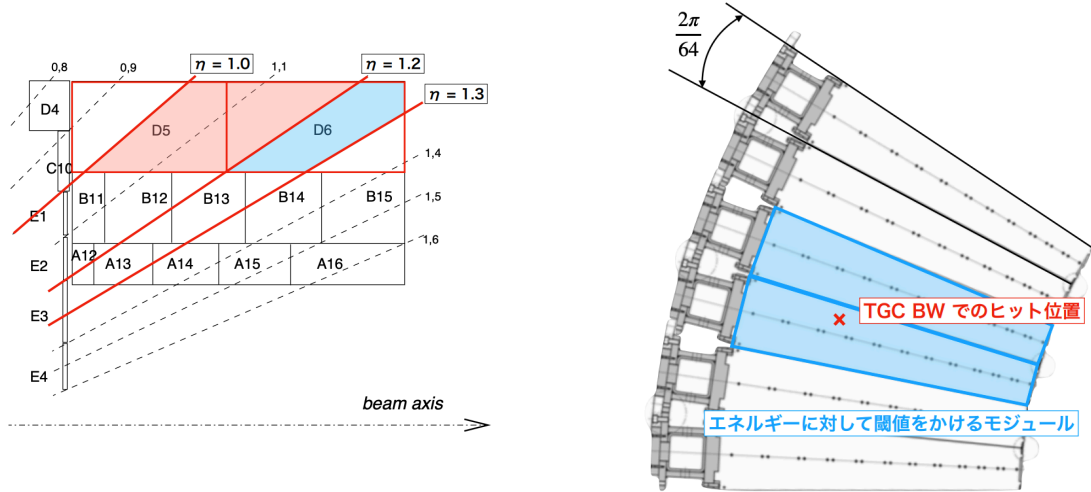 0,8
0,9
η = 1.0
1,1
η = 1.2
η = 1.3
D4
D5
D6
C10
1,4
B11
B12
B13
B14
B15
1,5
E1
1,6
E2
A12
A13
A14
A15
A16
E3
E4
beam axis
2π
64
TGC BW でのヒット位置
エネルギーに対して閾値をかけるモジュール